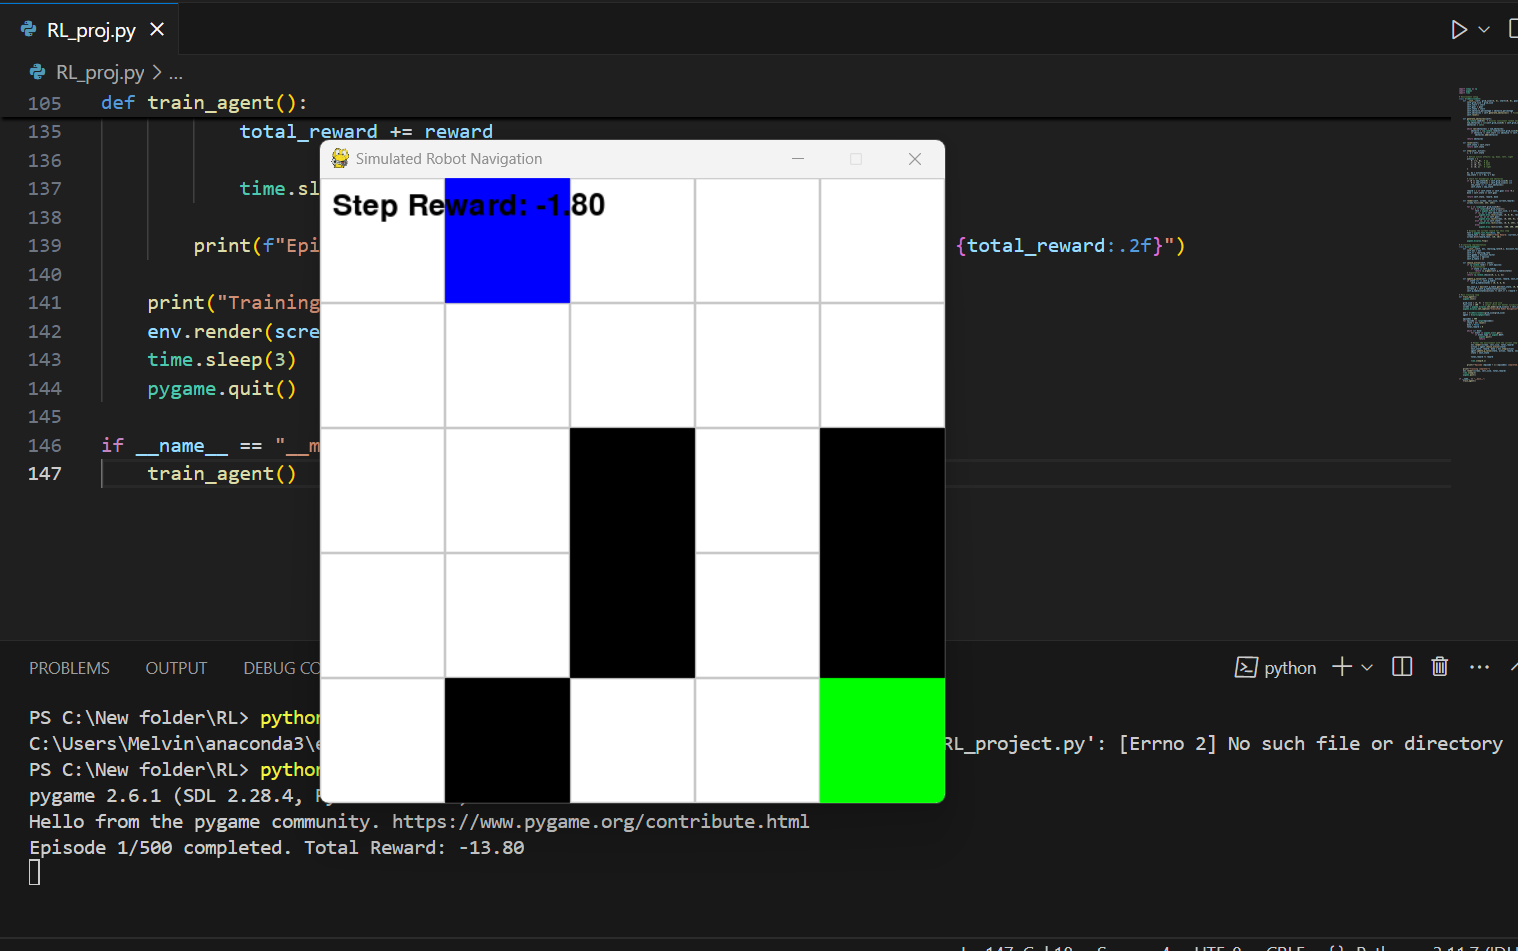 RL_proj.py
RL_proj.py > ...
105 def train_agent():
135 total_reward += reward
136
137 time.sl
138
139 print(f"Epi {total_reward:.2f}")
140
141 print("Training
142 env.render(scre
143 time.sleep(3)
144 pygame.quit()
145
146 if __name__ == "__m
147 train_agent()
Simulated Robot Navigation
Step Reward: -1.80
PROBLEMS OUTPUT DEBUG CO
python
PS C:\New folder\RL> python
C:\Users\Melvin\anaconda3\e RL_project.py': [Errno 2] No such file or directory
PS C:\New folder\RL> python
pygame 2.6.1 (SDL 2.28.4,
Hello from the pygame community. https://www.pygame.org/contribute.html
Episode 1/500 completed. Total Reward: -13.80